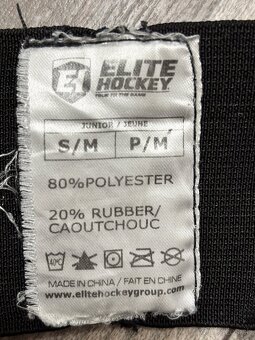 ELITE
HOCKEY
TRUE TO THE GAME
JUNIOR / JEUNE
S/M P/M
80%POLYESTER
20% RUBBER/
CAOUTCHOUC
MADE IN CHINA / FAIT EN CHINE
www.elitehockeygroup.com